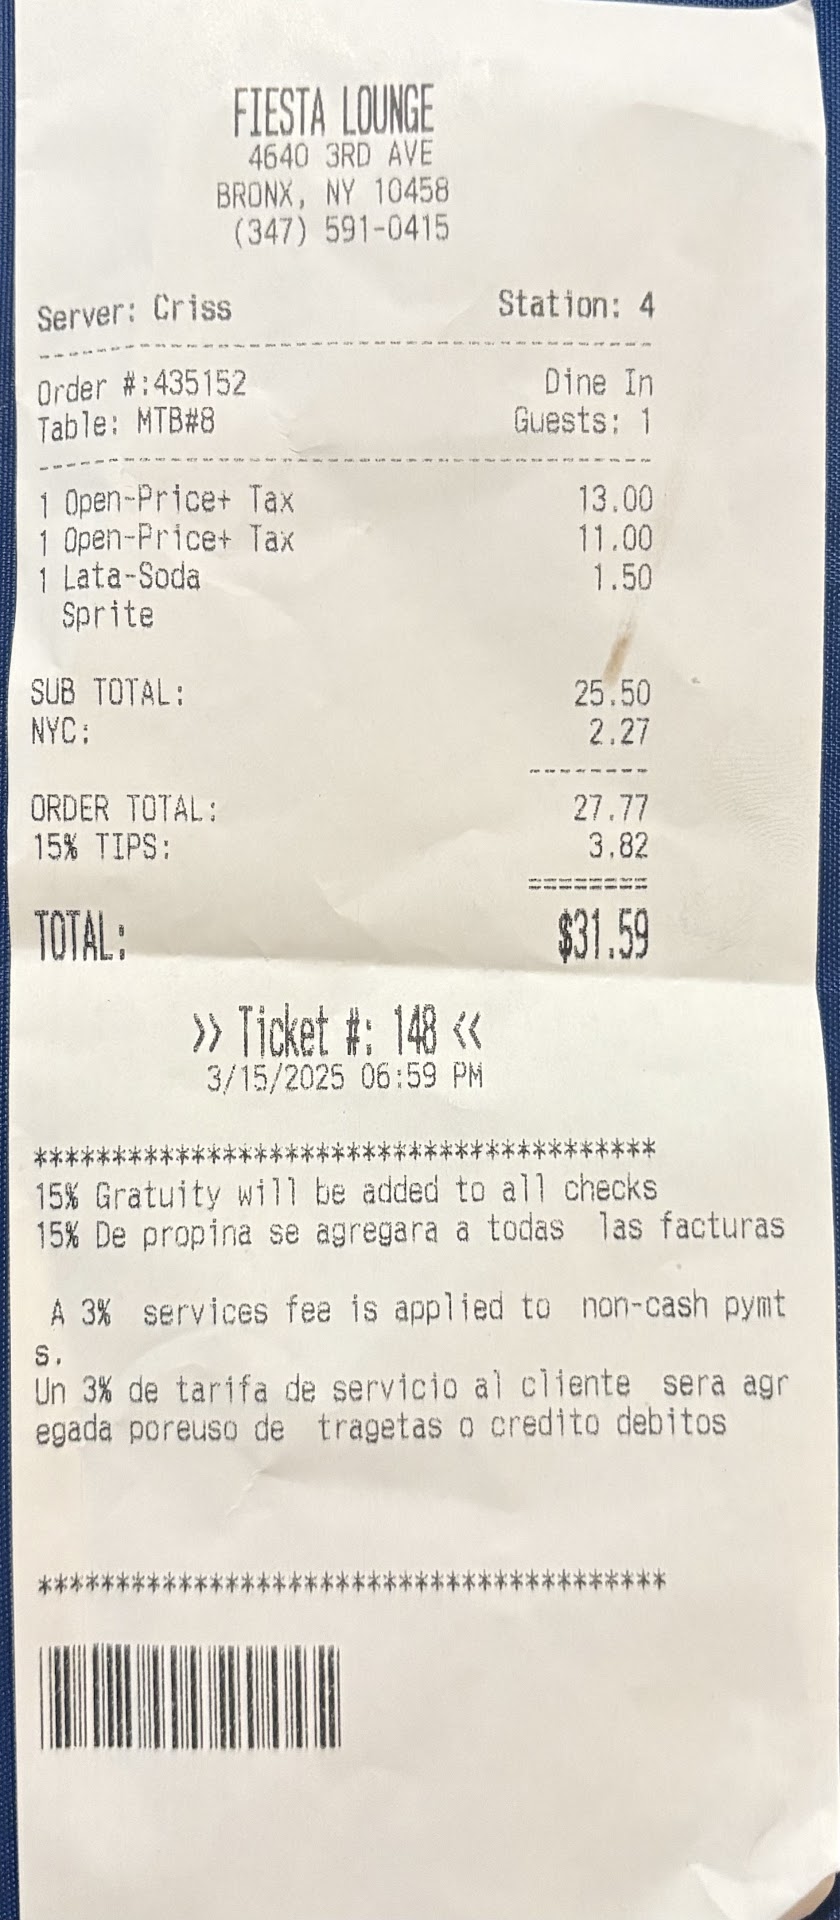 FIESTA LOUNGE
4640 3RD AVE
BRONX, NY 10458
(347) 591-0415
Server: Criss Station: 4
Order #:435152 Dine In
Table: MTB#8 Guests: 1
1 Open-Price+ Tax 13.00
1 Open-Price+ Tax 11.00
1 Lata-Soda 1.50
Sprite
SUB TOTAL: 25.50
NYC: 2.27
ORDER TOTAL: 27.77
15% TIPS: 3.82
TOTAL: $31.59
>> Ticket #: 148 <<
3/15/2025 06:59 PM
****************************************
15% Gratuity will be added to all checks
15% De propina se agregara a todas las facturas
A 3% services fee is applied to non-cash pymt
s.
Un 3% de tarifa de servicio al cliente sera agr
egada poreuso de tragetas o credito debitos
****************************************